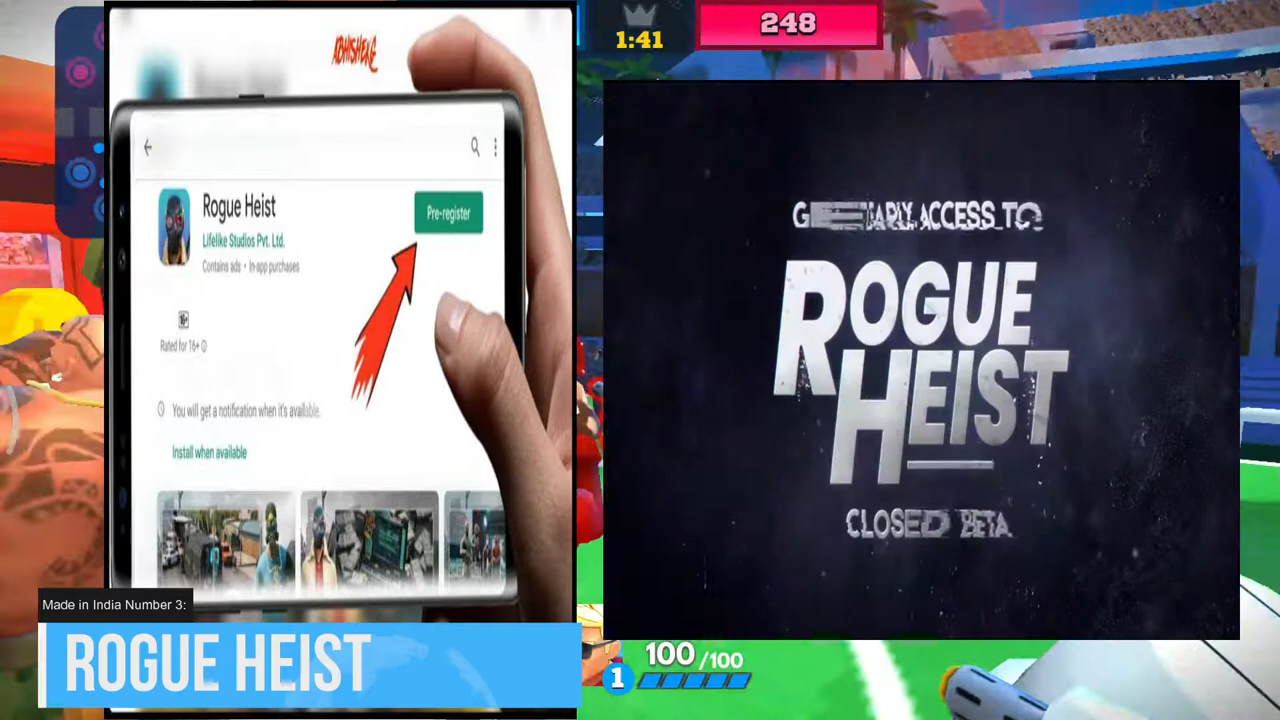 ABHISHEKG
Rogue Heist
Pre-register
Lifelike Studios Pvt. Ltd.
Contains ads • In-app purchases
16+
Rated for 16+
You will get a notification when it's available.
Install when available
Made in India Number 3:
ROGUE HEIST
1:41
248
EARLY ACCESS TO
ROGUE
HEIST
CLOSED BETA
100/100
1